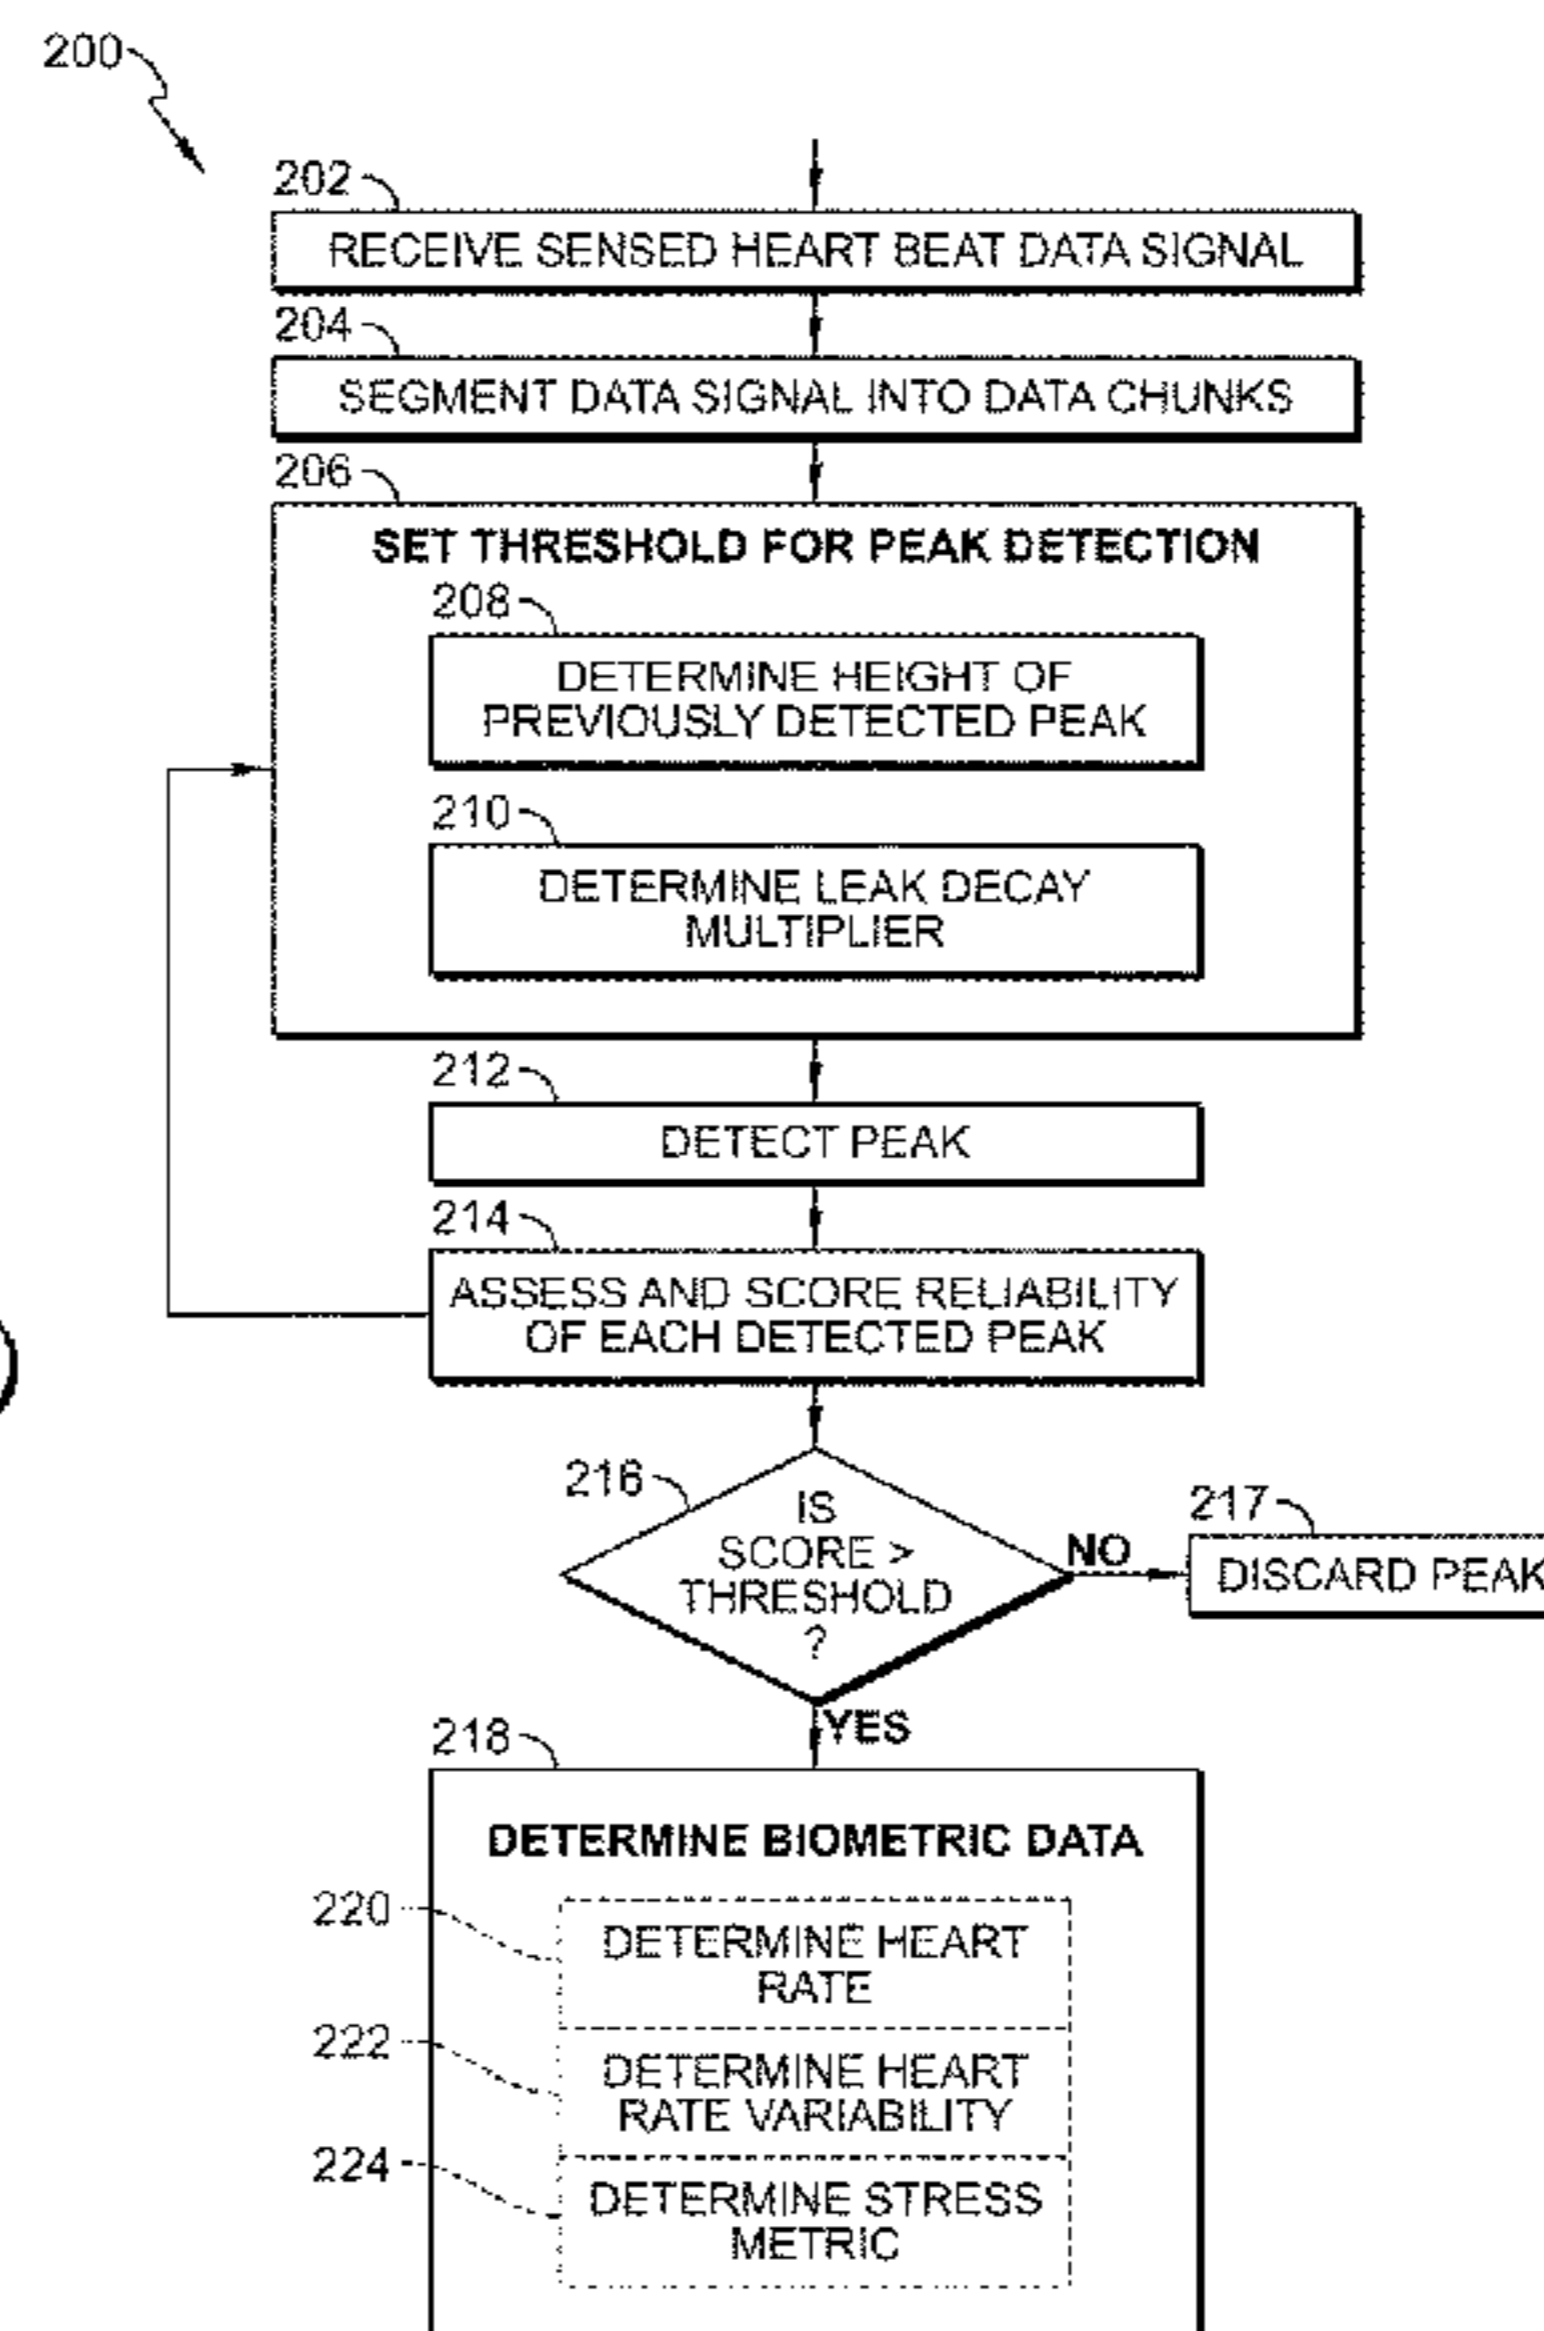 200
202
RECEIVE SENSED HEART BEAT DATA SIGNAL
204
SEGMENT DATA SIGNAL INTO DATA CHUNKS
206
SET THRESHOLD FOR PEAK DETECTION
208
DETERMINE HEIGHT OF
PREVIOUSLY DETECTED PEAK
210
DETERMINE LEAK DECAY
MULTIPLIER
212
DETECT PEAK
214
ASSESS AND SCORE RELIABILITY
OF EACH DETECTED PEAK
216
IS
SCORE >
THRESHOLD
?
NO
217
DISCARD PEAK
YES
218
DETERMINE BIOMETRIC DATA
220
DETERMINE HEART
RATE
222
DETERMINE HEART
RATE VARIABILITY
224
DETERMINE STRESS
METRIC